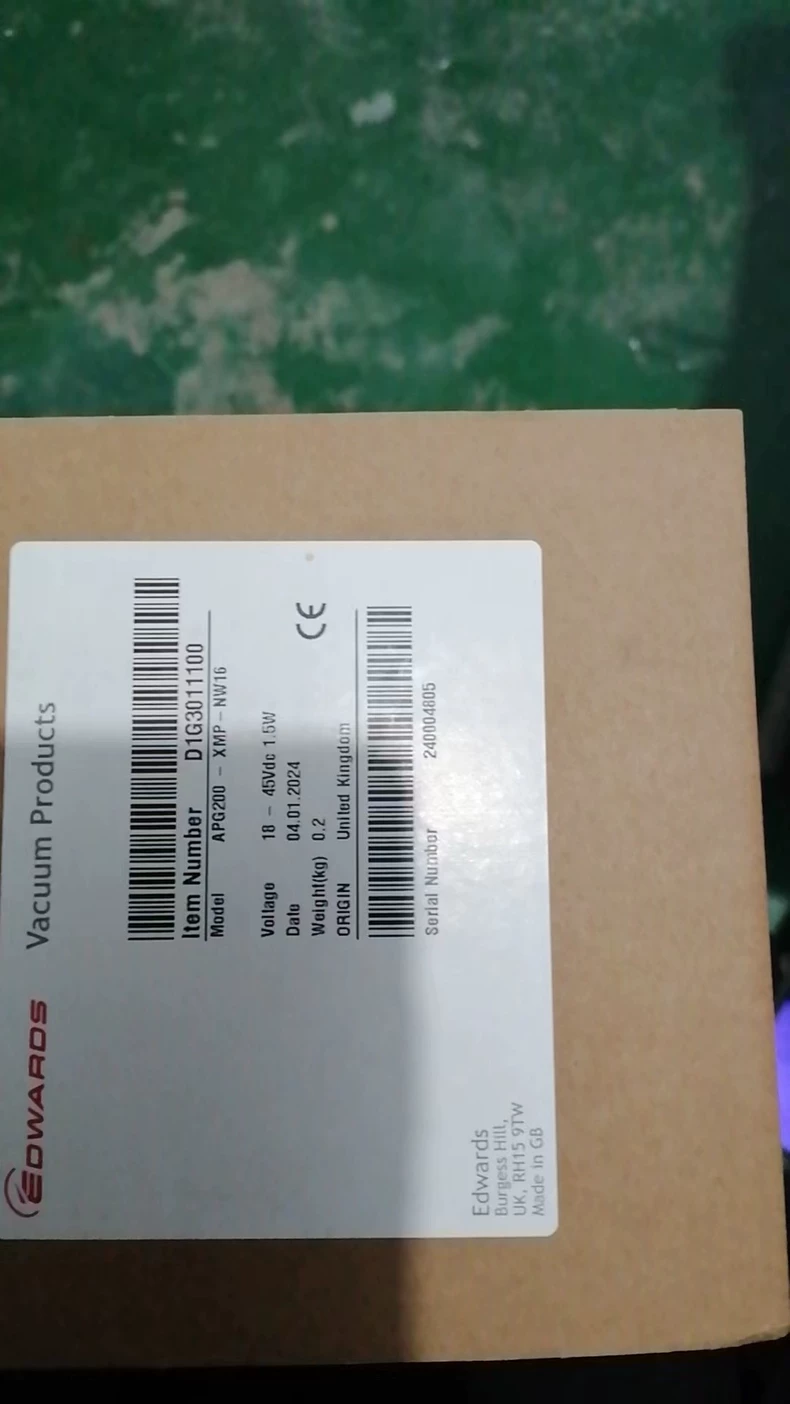 EDWARDS Vacuum Products
Item Number D1G3011100
Model APG200 - XMP - NW16
Voltage 18 - 45Vdc 1.5W
Date 04.01.2024
Weight(kg) 0.2
ORIGIN United Kingdom
CE
Serial Number 240004805
Edwards
Burgess Hill,
UK, RH15 9TW
Made in GB